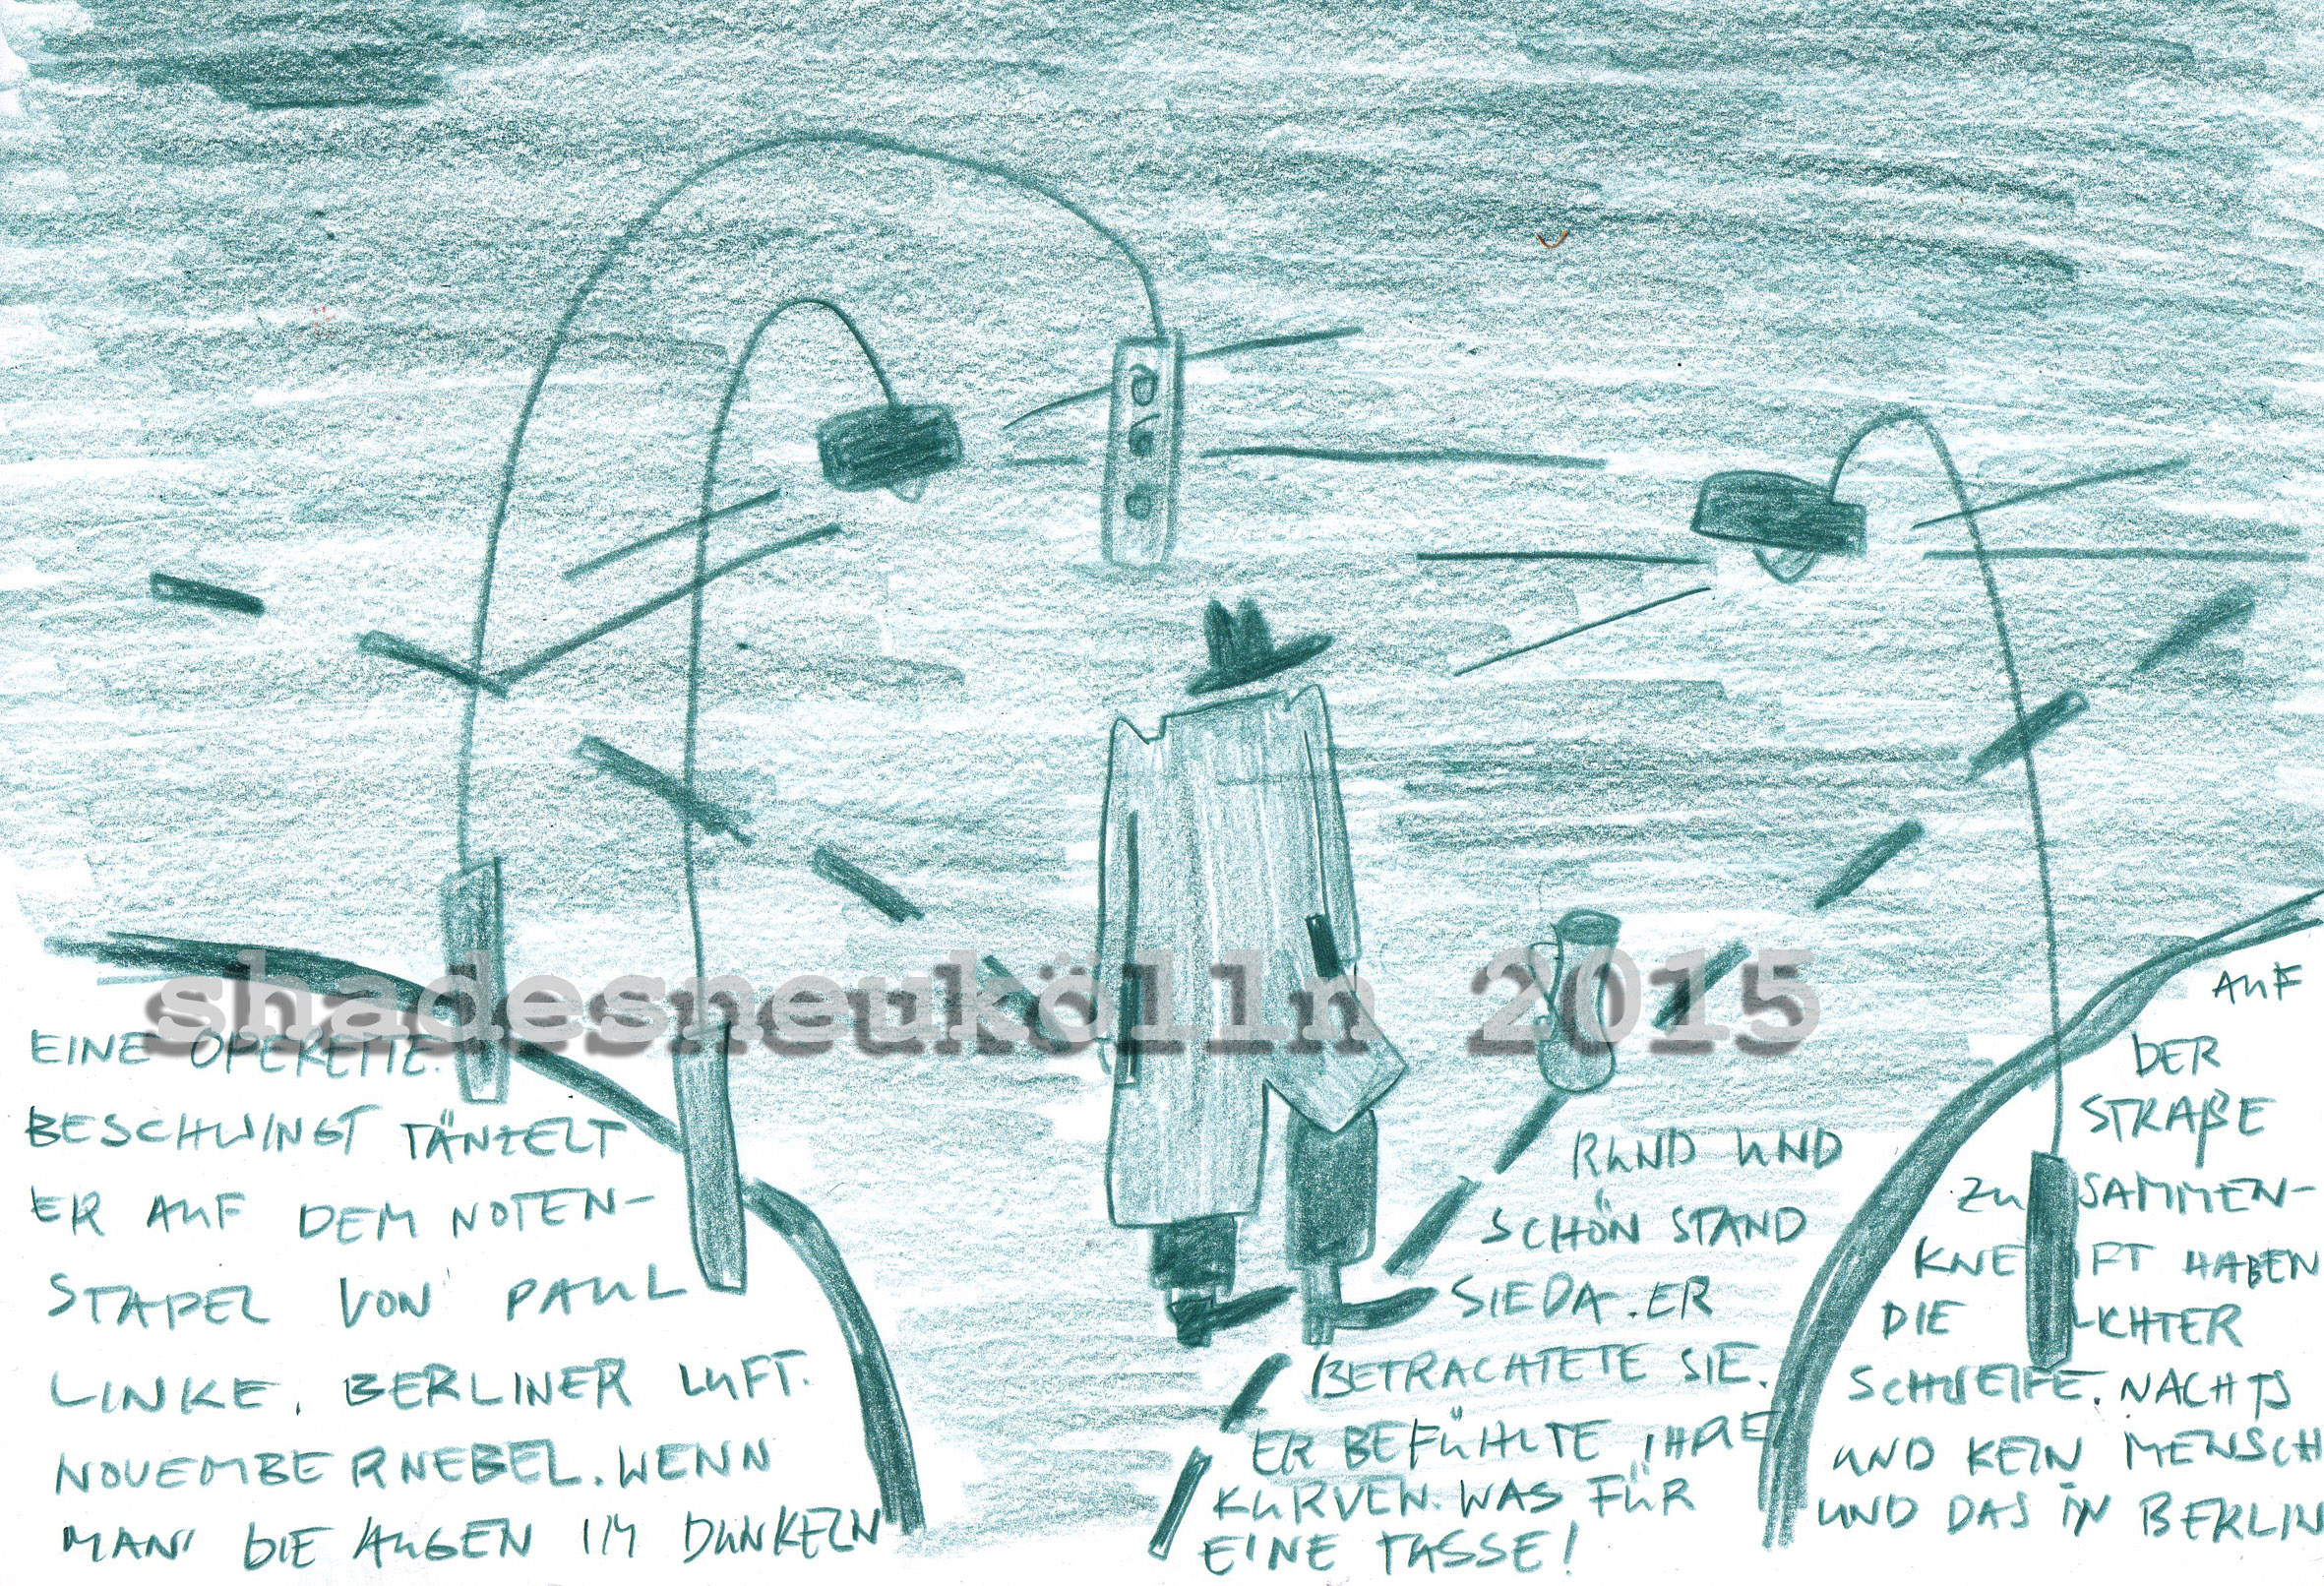 shadesneukölln 2015
EINE OPERETTE.
BESCHWINGT TÄNZELT
ER AUF DEM NOTEN-
STAPEL VON PAUL
LINKE, BERLINER LUFT.
NOVEMBERNEBEL. WENN
MAN DIE AUGEN IM DUNKELN
AUF
DER
STRAßE
ZUSAMMEN-
KNEIFT HABEN
DIE LICHTER
SCHWEIFE. NACHTS
UND KEIN MENSCH
UND DAS IN BERLIN
RUND UND
SCHÖN STAND
SIE DA. ER
BETRACHTETE SIE.
ER BEFÜHLTE IHRE
KURVEN. WAS FÜR
EINE TASSE!